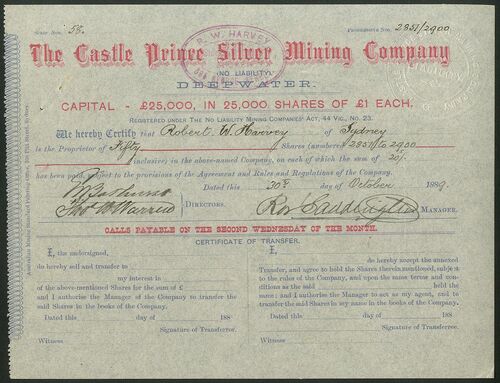 Scrip Nos. 58.
Progressive Nos. 2851/2900
R. W. HARVEY
The Castle Prince Silver Mining Company
(NO LIABILITY)
DEEPWATER.
CAPITAL - £25,000, IN 25,000 SHARES OF £1 EACH.
REGISTERED UNDER THE NO LIABILITY MINING COMPANIES' ACT, 44 VIC. NO. 23.
We hereby Certify that Robert W. Harvey of Sydney
is the Proprietor of Fifty Shares (numbered 2851 to 2900
inclusive) in the above-named Company, on each of which the sum of 20/-
has been paid, subject to the provisions of the Agreement and Rules and Regulations of the Company.
Dated this 30th day of October 1889.
DIRECTORS.
MANAGER.
CALLS PAYABLE ON THE SECOND WEDNESDAY OF THE MONTH.
CERTIFICATE OF TRANSFER.
I, the undersigned,
do hereby sell and transfer to
my interest in
of the above-mentioned Shares for the sum of £
and I authorise the Manager of the Company to transfer the
said Shares in the books of the Company.
Dated this day of 188
Signature of Transferror.
Witness
I,
do hereby accept the annexed
Transfer, and agree to hold the Shares therein mentioned, subject to
the rules of the Company, upon the same terms and con-
ditions as the said held the
same; and I authorise to act as my agent, and to
transfer the said Shares in my name in the books of the Company.
Dated this day of 188
Signature of Transferree.
Witness